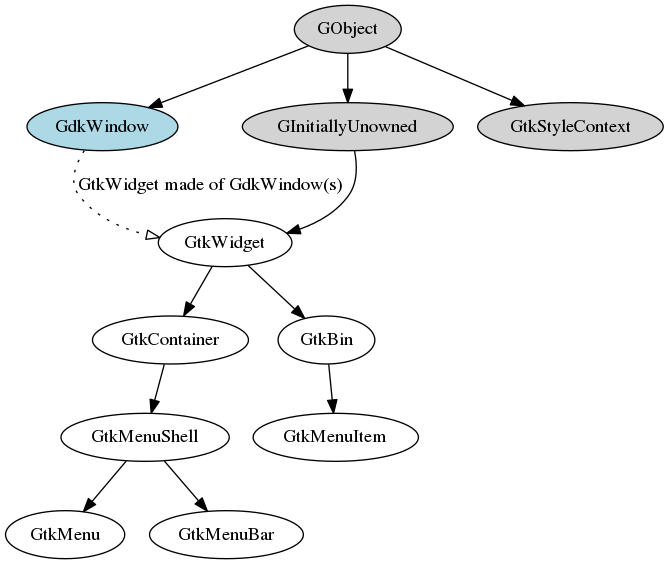 GObject
GdkWindow
GInitiallyUnowned
GtkStyleContext
GtkWidget made of GdkWindow(s)
GtkWidget
GtkContainer
GtkBin
GtkMenuShell
GtkMenuItem
GtkMenu
GtkMenuBar